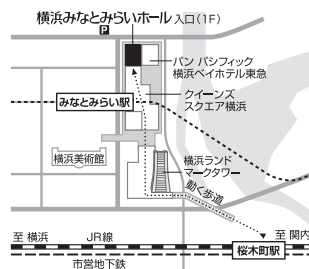 横浜みなとみらいホール 入口(1F)
P
パン パシフィック
横浜ベイホテル東急
クイーンズ
スクエア横浜
みなとみらい駅
横浜美術館
横浜ランド
マークタワー
動く歩道
至 横浜
JR線
至 関内
桜木町駅
市営地下鉄